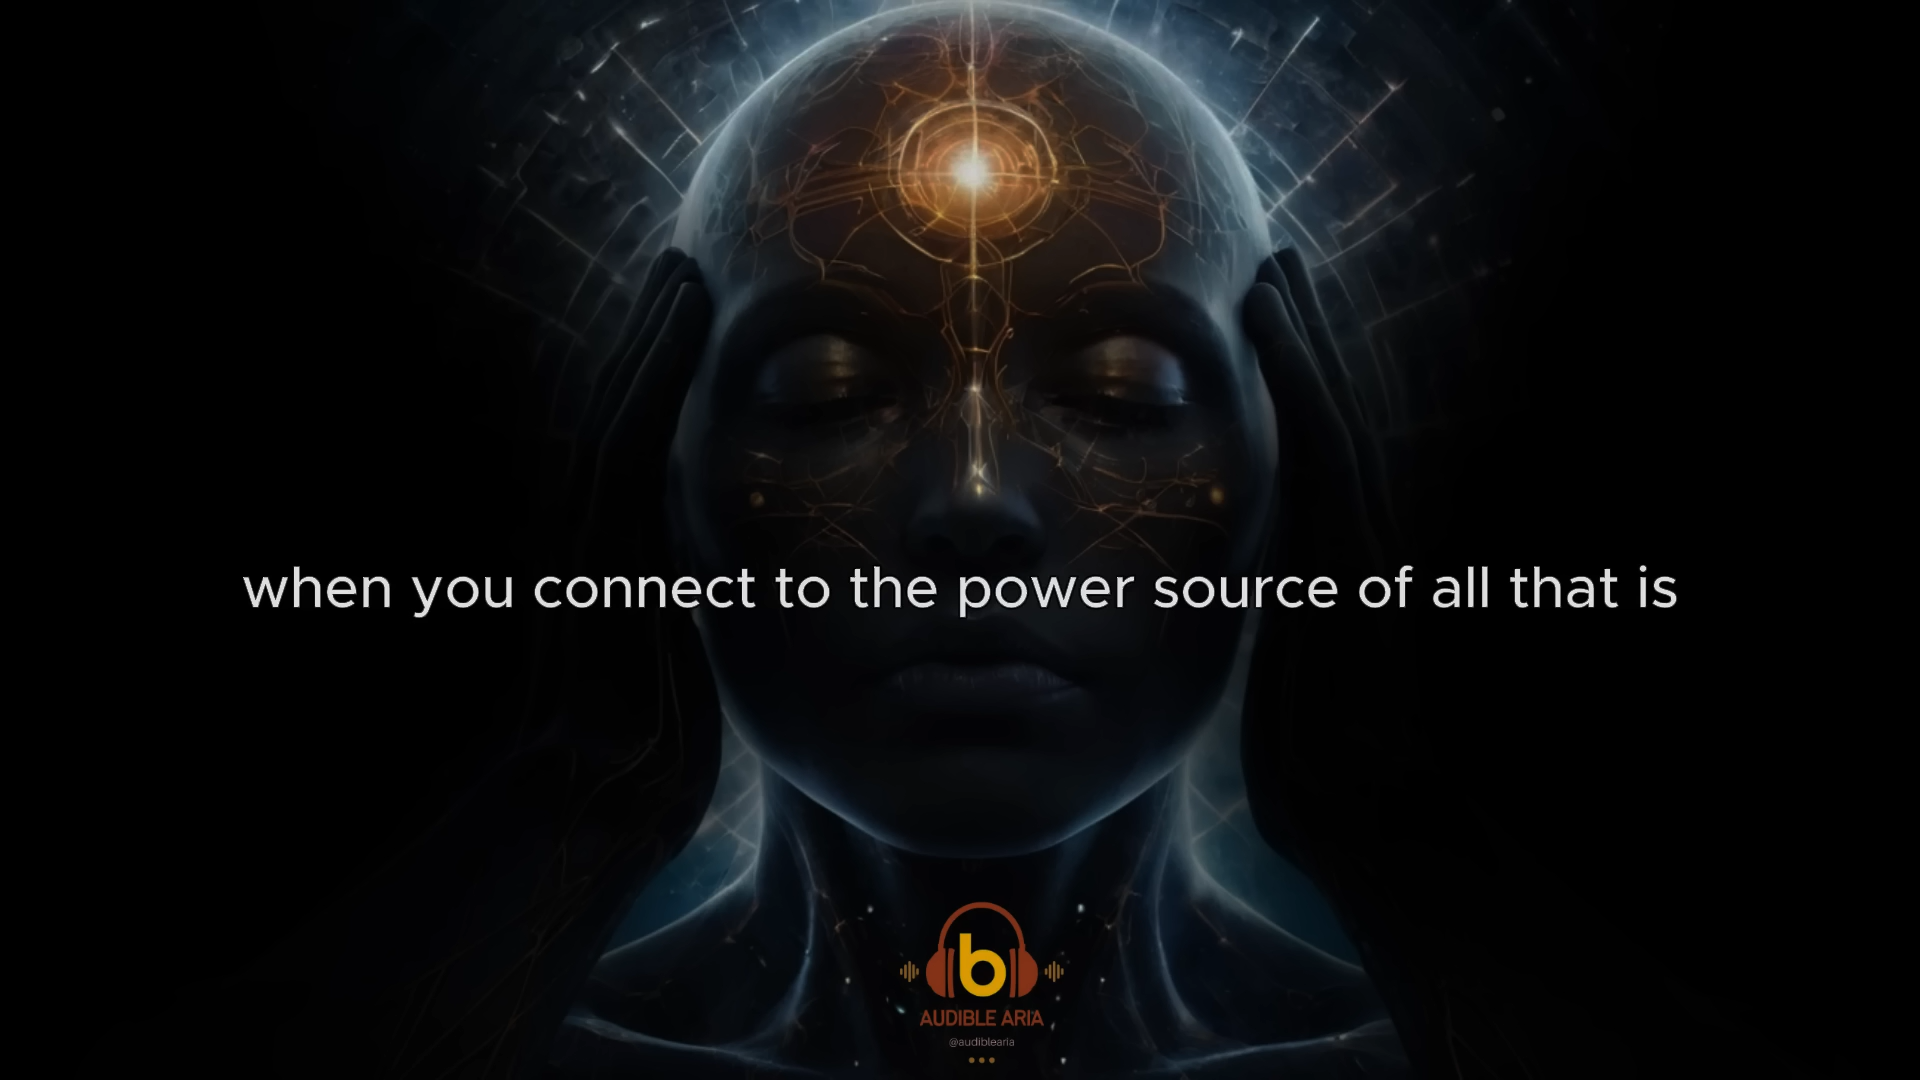 when you connect to the power source of all that is
b
AUDIBLE ARIA
@audiblearia